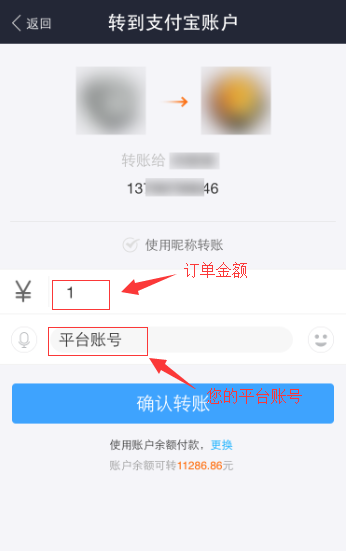 返回 转到支付宝账户
转账给
13 46
使用昵称转账
订单金额
¥ 1
平台账号
您的平台账号
确认转账
使用账户余额付款，更换
账户余额可转11286.86元